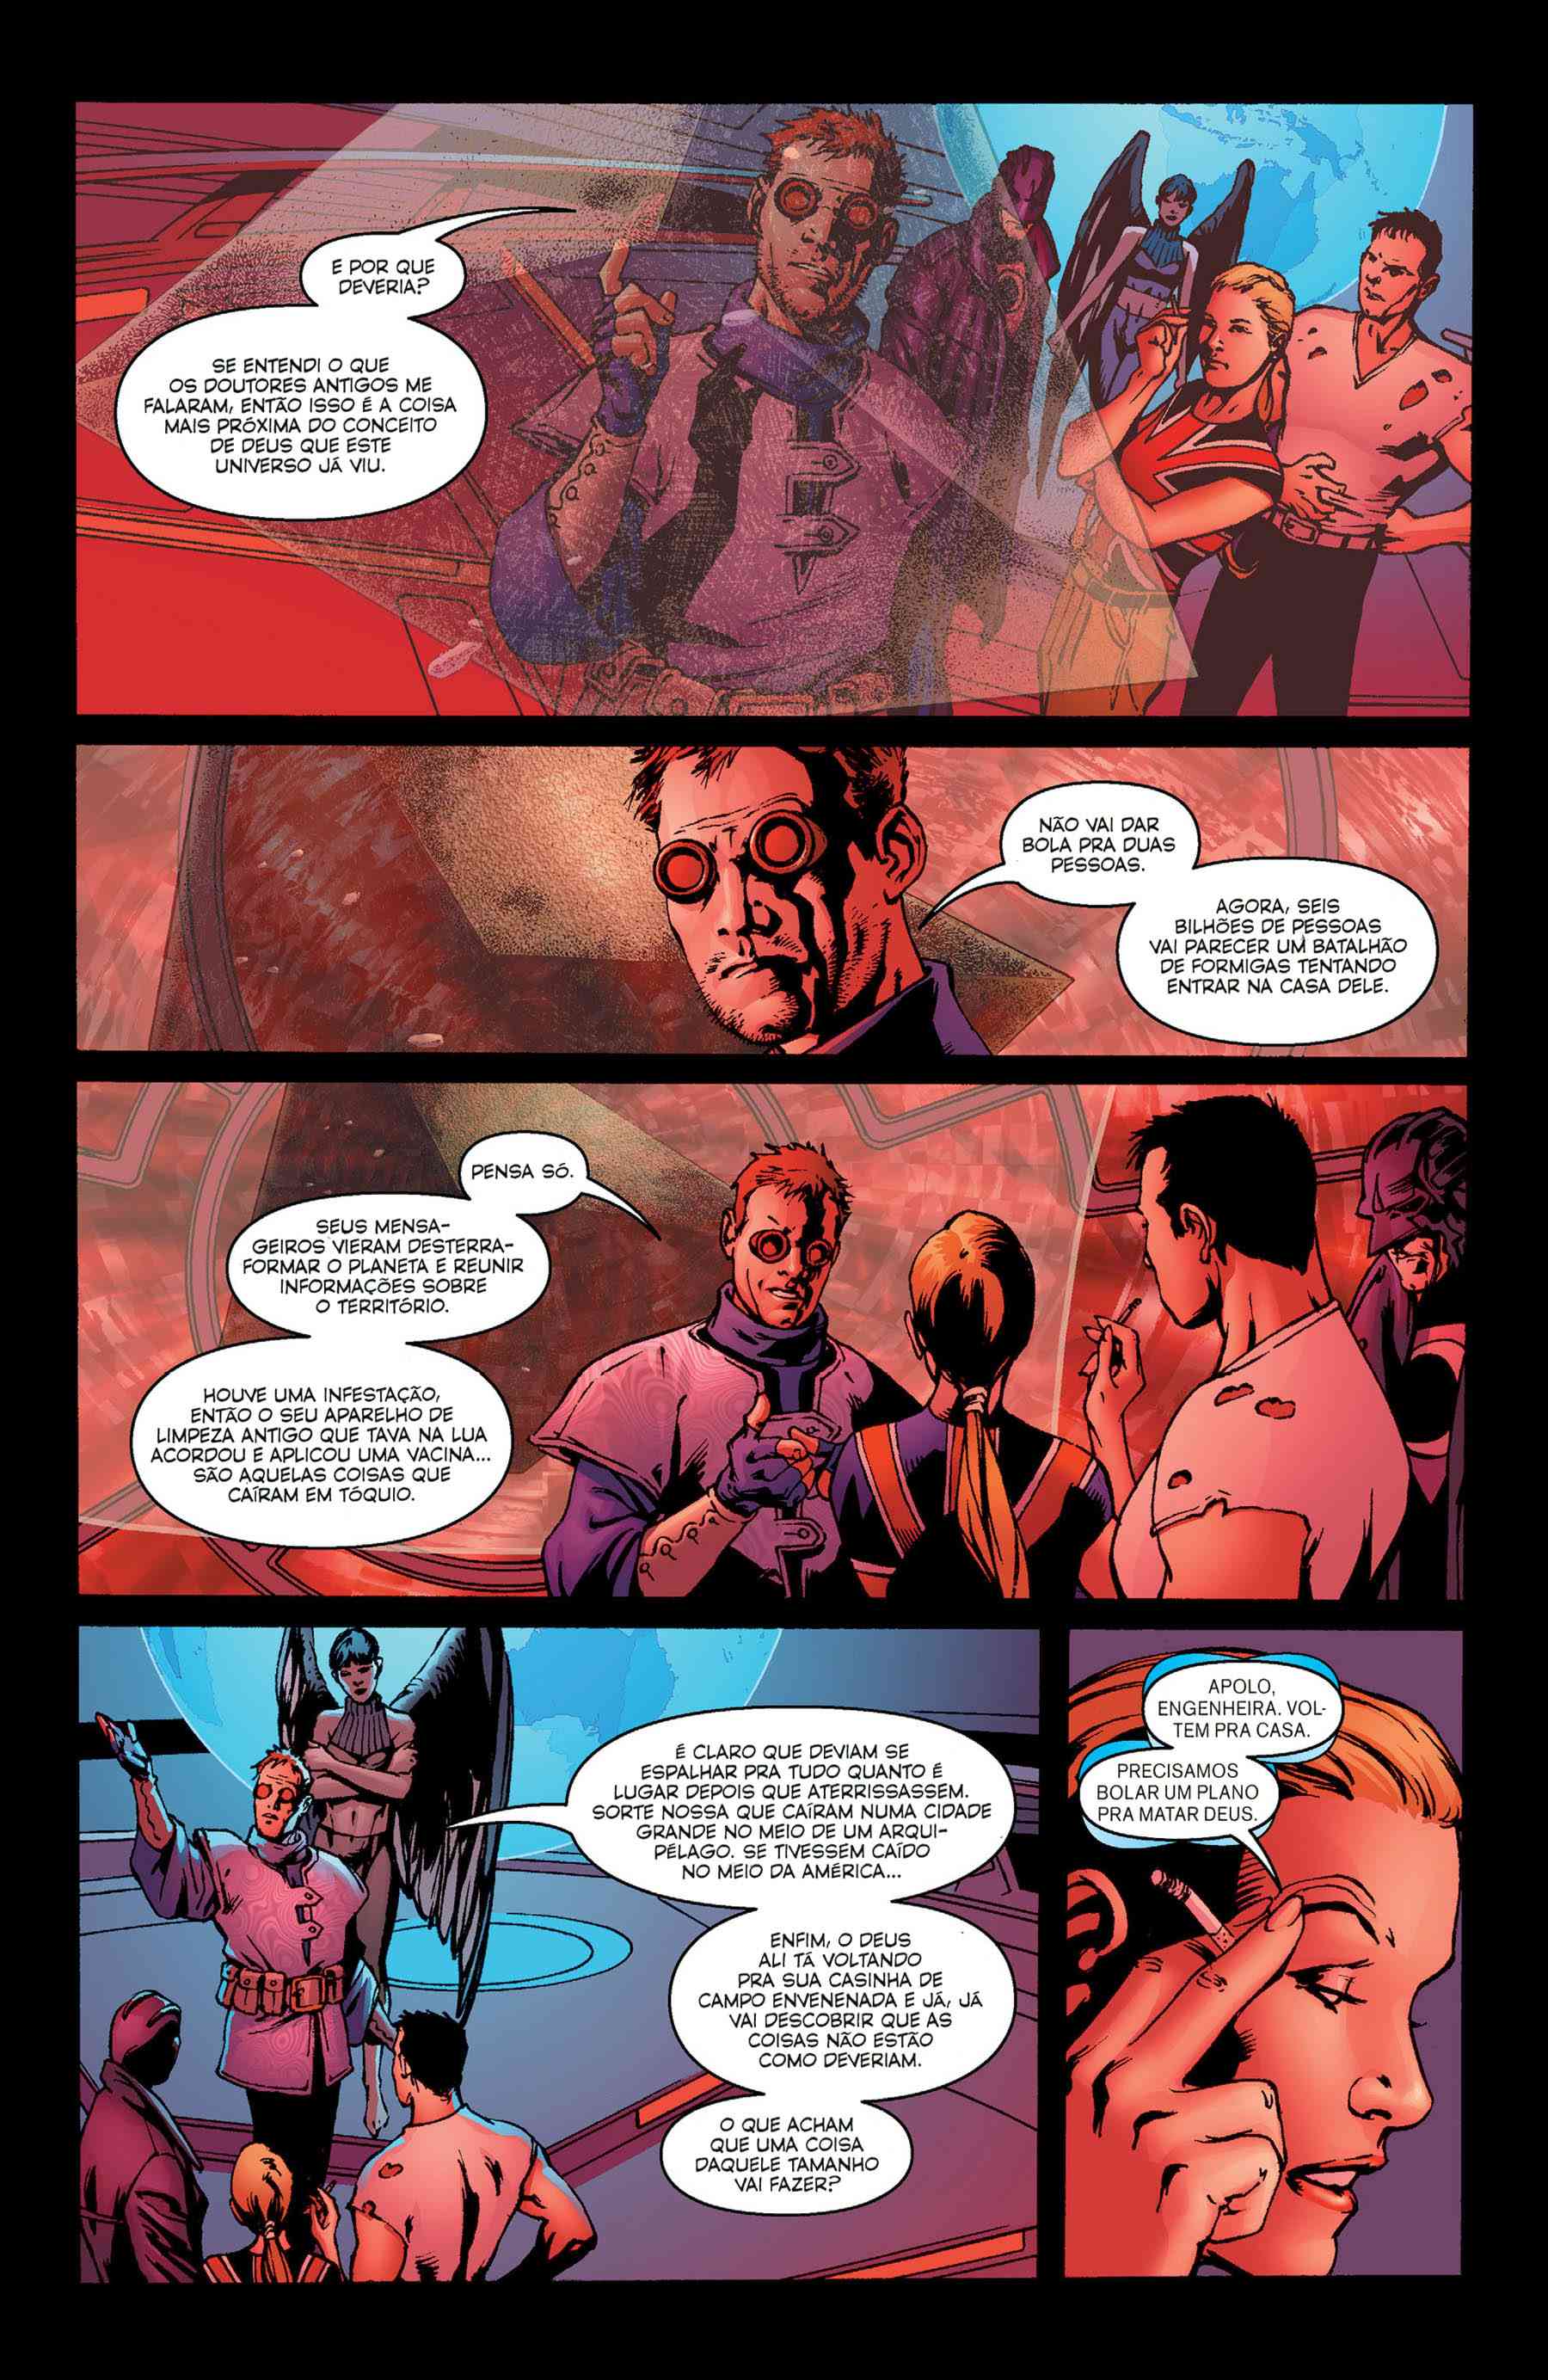 E POR QUE
DEVERIA?
SE ENTENDI O QUE
OS DOUTORES ANTIGOS ME
FALARAM, ENTÃO ISSO É A COISA
MAIS PRÓXIMA DO CONCEITO
DE DEUS QUE ESTE
UNIVERSO JÁ VIU.
NÃO VAI DAR
BOLA PRA DUAS
PESSOAS.
AGORA, SEIS
BILHÕES DE PESSOAS
VAI PARECER UM BATALHÃO
DE FORMIGAS TENTANDO
ENTRAR NA CASA DELE.
PENSA SÓ.
SEUS MENSA-
GEIROS VIERAM DESTERRA-
FORMAR O PLANETA E REUNIR
INFORMAÇÕES SOBRE
O TERRITÓRIO.
HOUVE UMA INFESTAÇÃO,
ENTÃO O SEU APARELHO DE
LIMPEZA ANTIGO QUE TAVA NA LUA
ACORDOU E APLICOU UMA VACINA...
SÃO AQUELAS COISAS QUE
CAÍRAM EM TÓQUIO.
É CLARO QUE DEVIAM SE
ESPALHAR PRA TUDO QUANTO É
LUGAR DEPOIS QUE ATERRISSASSEM.
SORTE NOSSA QUE CAÍRAM NUMA CIDADE
GRANDE NO MEIO DE UM ARQUI-
PÉLAGO. SE TIVESSEM CAÍDO
NO MEIO DA AMÉRICA...
ENFIM, O DEUS
ALI TÁ VOLTANDO
PRA SUA CASINHA DE
CAMPO ENVENENADA E JÁ, JÁ
VAI DESCOBRIR QUE AS
COISAS NÃO ESTÃO
COMO DEVERIAM.
O QUE ACHAM
QUE UMA COISA
DAQUELE TAMANHO
VAI FAZER?
APOLO,
ENGENHEIRA. VOL-
TEM PRA CASA.
PRECISAMOS
BOLAR UM PLANO
PRA MATAR DEUS.